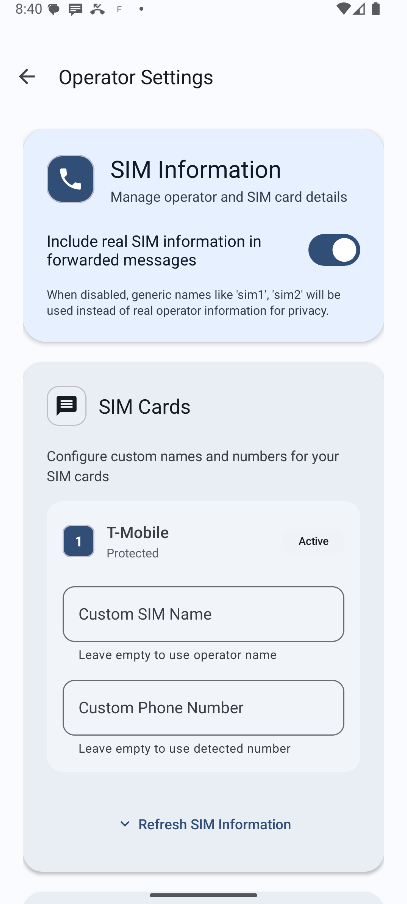 8:40
F
Operator Settings
SIM Information
Manage operator and SIM card details
Include real SIM information in
forwarded messages
When disabled, generic names like 'sim1', 'sim2' will be
used instead of real operator information for privacy.
SIM Cards
Configure custom names and numbers for your
SIM cards
1
T-Mobile
Active
Protected
Custom SIM Name
Leave empty to use operator name
Custom Phone Number
Leave empty to use detected number
Refresh SIM Information